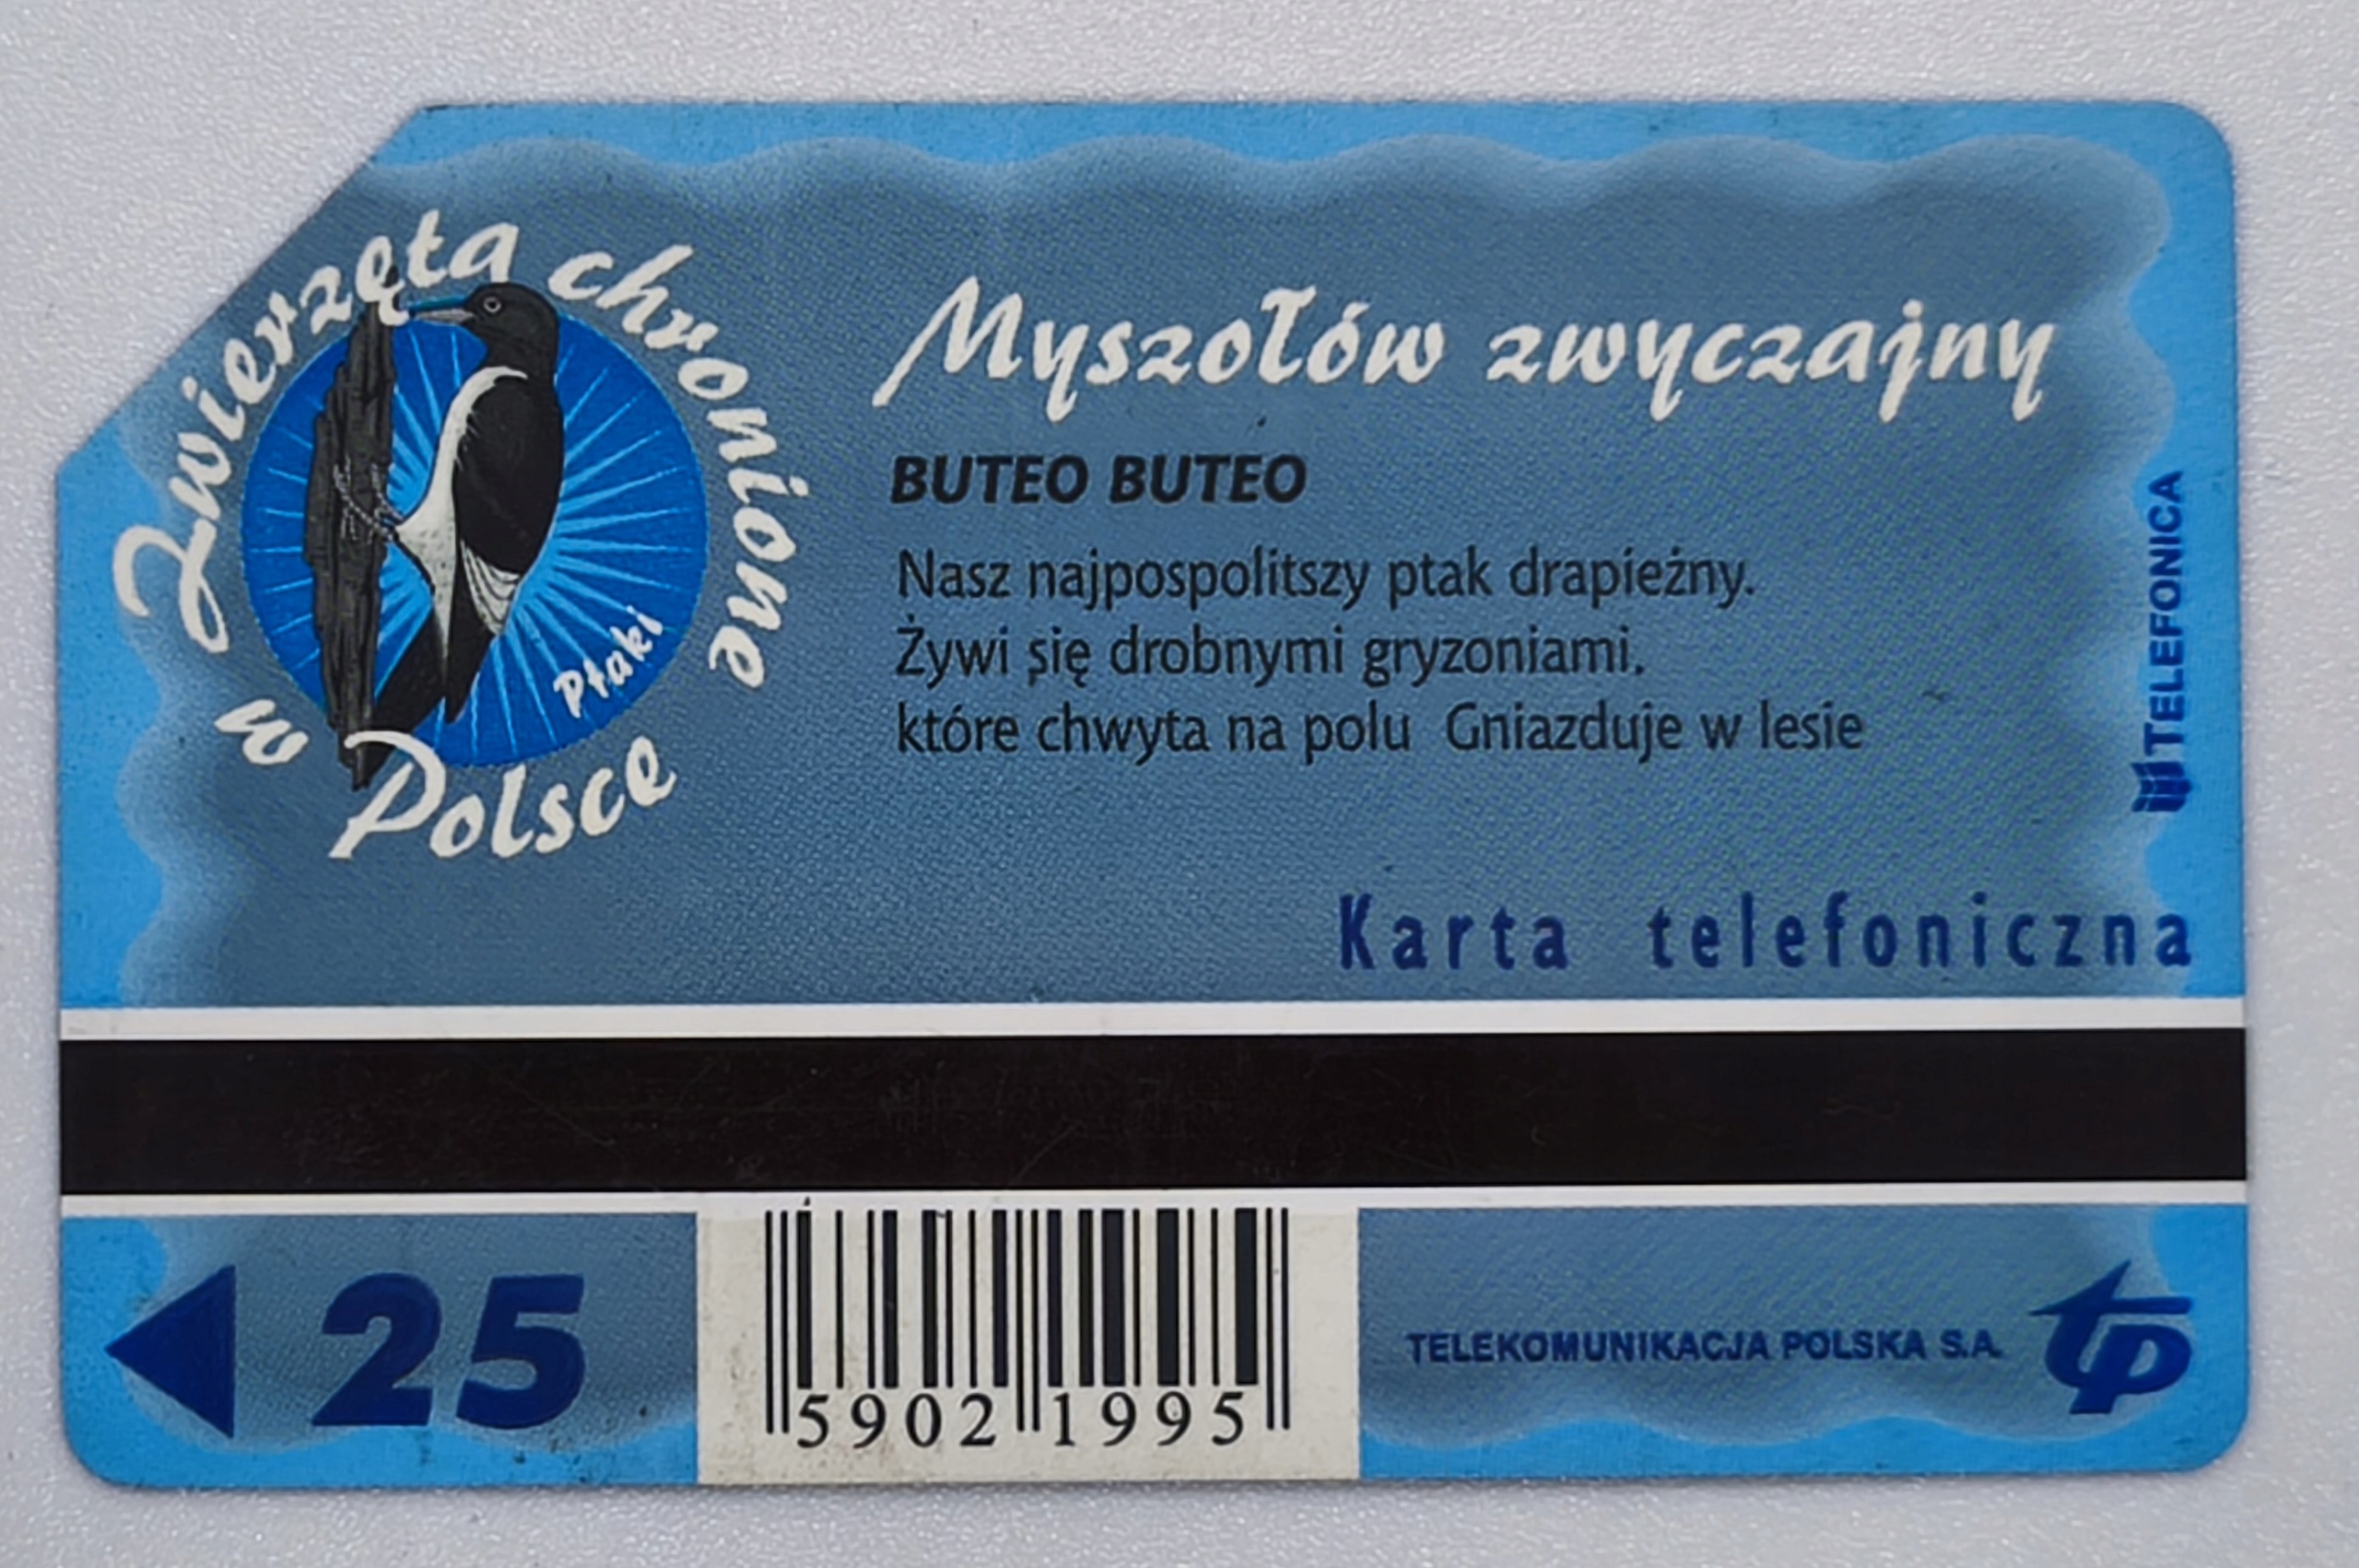 Zwierzęta chronione
w Polsce
Ptaki
Myszołów zwyczajny
BUTEO BUTEO
Nasz najpospolitszy ptak drapieżny.
Żywi się drobnymi gryzoniami.
które chwyta na polu Gniazduje w lesie
TELEFONICA
Karta telefoniczna
25
5902 1995
TELEKOMUNIKACJA POLSKA S.A.
tp